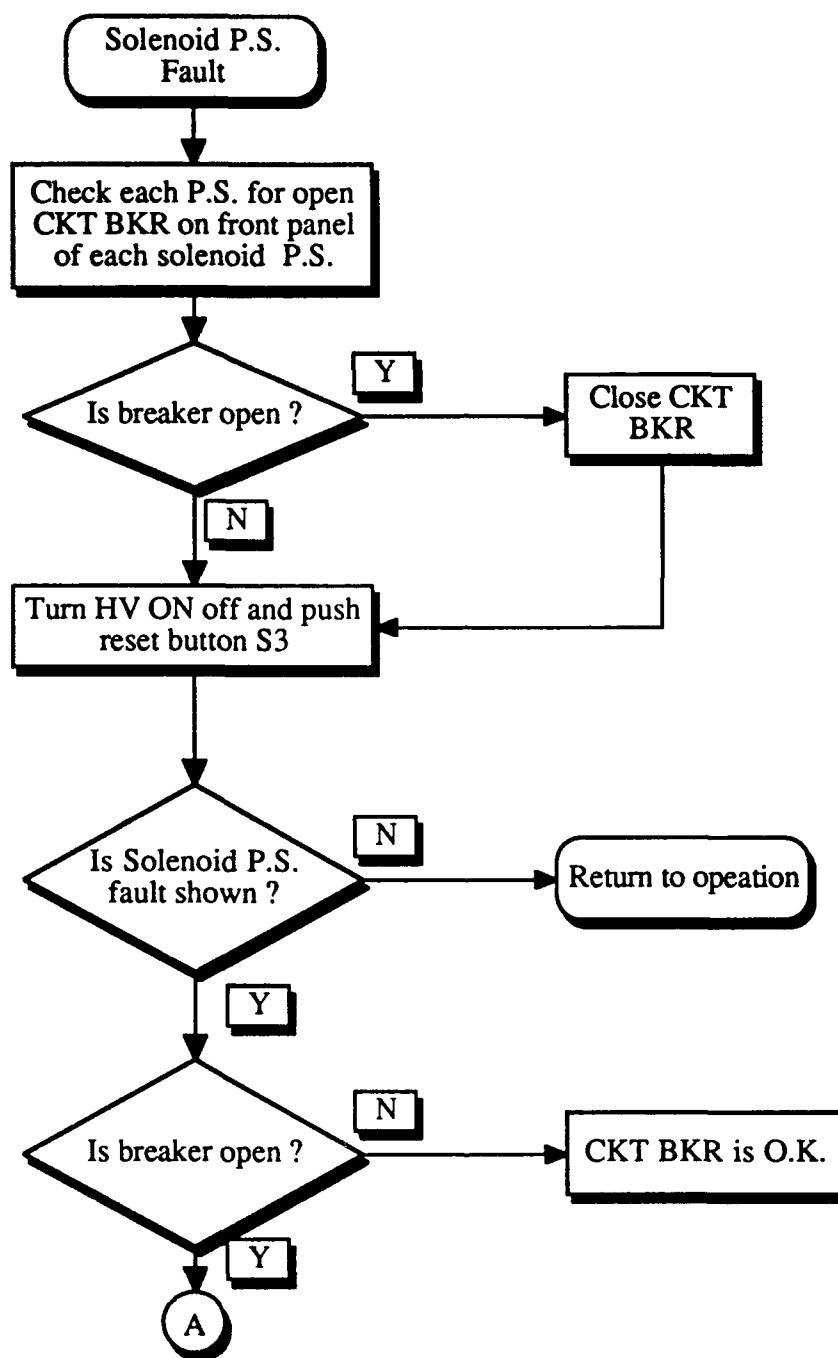 Solenoid P.S.
Fault
Check each P.S. for open
CKT BKR on front panel
of each solenoid P.S.
Y
Is breaker open ?
Close CKT
BKR
N
Turn HV ON off and push
reset button S3
N
Is Solenoid P.S.
fault shown ?
Return to opeation
Y
N
Is breaker open ?
CKT BKR is O.K.
Y
A